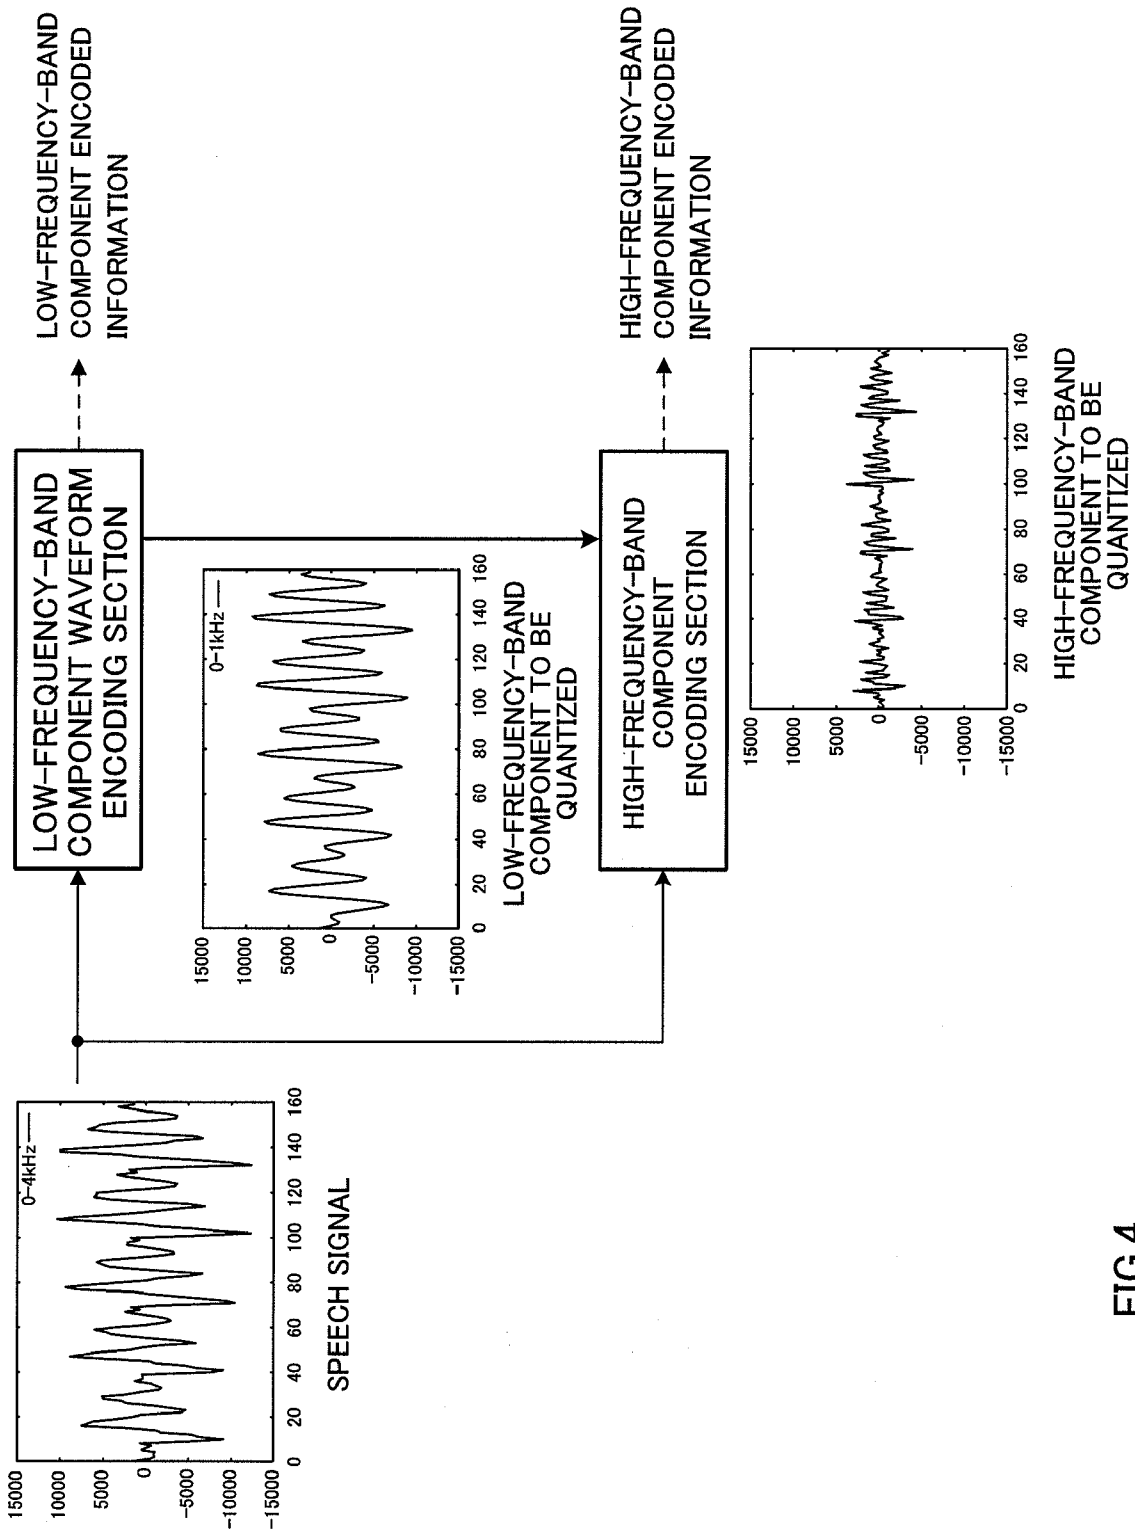 15000
10000
5000
0
-5000
-10000
-15000
0-4kHz
0 20 40 60 80 100 120 140 160
SPEECH SIGNAL
LOW-FREQUENCY-BAND
COMPONENT WAVEFORM
ENCODING SECTION
LOW-FREQUENCY-BAND
COMPONENT ENCODED
INFORMATION
15000
10000
5000
0
-5000
-10000
-15000
0-1kHz
0 20 40 60 80 100 120 140 160
LOW-FREQUENCY-BAND
COMPONENT TO BE
QUANTIZED
HIGH-FREQUENCY-BAND
COMPONENT
ENCODING SECTION
HIGH-FREQUENCY-BAND
COMPONENT ENCODED
INFORMATION
15000
10000
5000
0
-5000
-10000
-15000
0 20 40 60 80 100 120 140 160
HIGH-FREQUENCY-BAND
COMPONENT TO BE
QUANTIZED
FIG.4